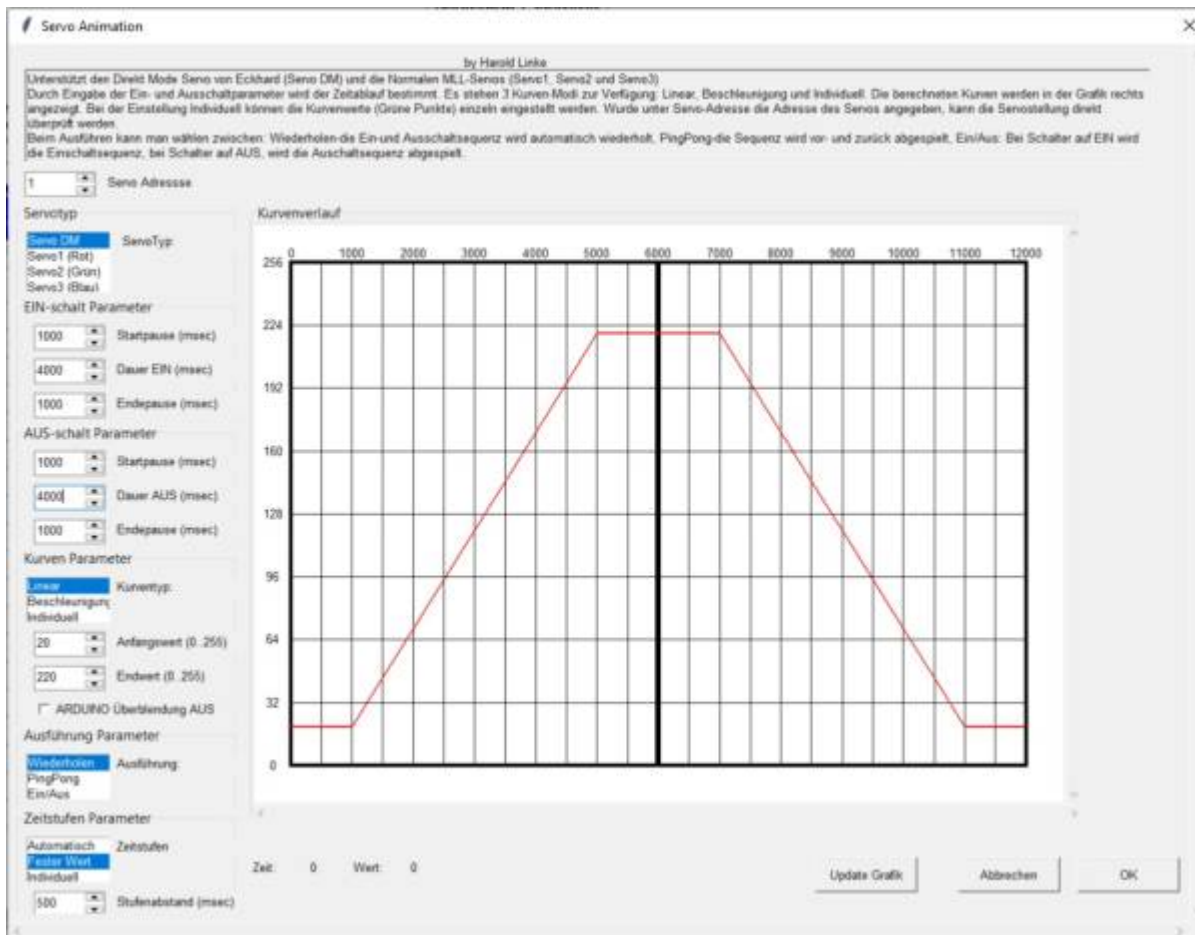 Servo Animation
by Harold Linke
Unterstützt den Direkt Mode Servo von Eckhard (Servo DM) und die Normalen MLL-Servos (Servo1, Servo2 und Servo3)
Durch Eingabe der Ein- und Ausschaltparameter wird der Zeitablauf bestimmt. Es stehen 3 Kurven-Modi zur Verfügung: Linear, Beschleunigung und Individuell. Die berechneten Kurven werden in der Grafik rechts
angezeigt. Bei der Einstellung Individuell können die Kurvenwerte (Grüne Punkte) einzeln eingestellt werden. Wurde unter Servo-Adresse die Adresse des Servos angegeben, kann die Servostellung direkt
überprüft werden.
Beim Ausführen kann man wählen zwischen: Wiederholen-die Ein-und Ausschaltsequenz wird automatisch wiederholt, PingPong-die Sequenz wird vor- und zurück abgespielt, Ein/Aus: Bei Schalter auf EIN wird
die Einschaltsequenz, bei Schalter auf AUS, wird die Auschaltsequenz abgespielt.
1 Servo Adressse
Servotyp
Servo DM ServoTyp:
Servo1 (Rot)
Servo2 (Grün)
Servo3 (Blau)
EIN-schalt Parameter
1000 Startpause (msec)
4000 Dauer EIN (msec)
1000 Endepause (msec)
AUS-schalt Parameter
1000 Startpause (msec)
4000 Dauer AUS (msec)
1000 Endepause (msec)
Kurven Parameter
Linear Kurventyp:
Beschleunigung
Individuell
20 Anfangswert (0..255)
220 Endwert (0..255)
ARDUINO Überblendung AUS
Ausführung Parameter
Wiederholen Ausführung:
PingPong
Ein/Aus
Zeitstufen Parameter
Automatisch Zeitstufen
Fester Wert
Individuell
500 Stufenabstand (msec)
Kurvenverlauf
0 1000 2000 3000 4000 5000 6000 7000 8000 9000 10000 11000 12000
256
224
192
160
128
96
64
32
0
Zeit: 0 Wert: 0
Update Grafik Abbrechen OK